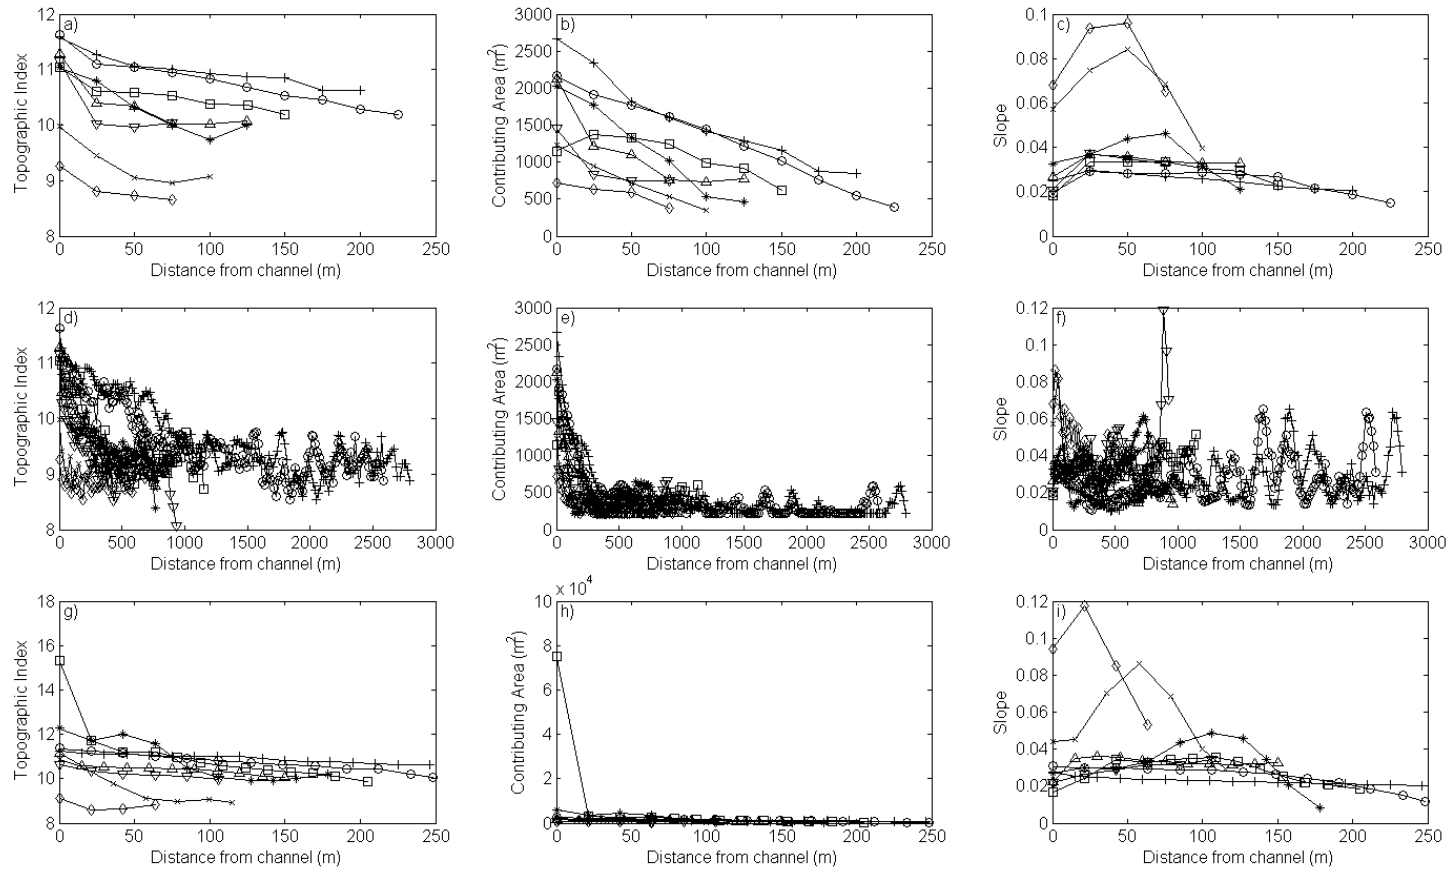 a)
12
11
10
9
8
Topographic Index
0 50 100 150 200 250
Distance from channel (m)
b)
3000
2500
2000
1500
1000
500
0
Contributing Area (m²)
0 50 100 150 200 250
Distance from channel (m)
c)
0.1
0.08
0.06
0.04
0.02
0
Slope
0 50 100 150 200 250
Distance from channel (m)
d)
12
11
10
9
8
Topographic Index
0 500 1000 1500 2000 2500 3000
Distance from channel (m)
e)
3000
2500
2000
1500
1000
500
0
Contributing Area (m²)
0 500 1000 1500 2000 2500 3000
Distance from channel (m)
f)
0.12
0.1
0.08
0.06
0.04
0.02
0
Slope
0 500 1000 1500 2000 2500 3000
Distance from channel (m)
g)
18
16
14
12
10
8
Topographic Index
0 50 100 150 200 250
Distance from channel (m)
h)
x 10⁴
10
8
6
4
2
0
Contributing Area (m²)
0 50 100 150 200 250
Distance from channel (m)
i)
0.12
0.1
0.08
0.06
0.04
0.02
0
Slope
0 50 100 150 200 250
Distance from channel (m)